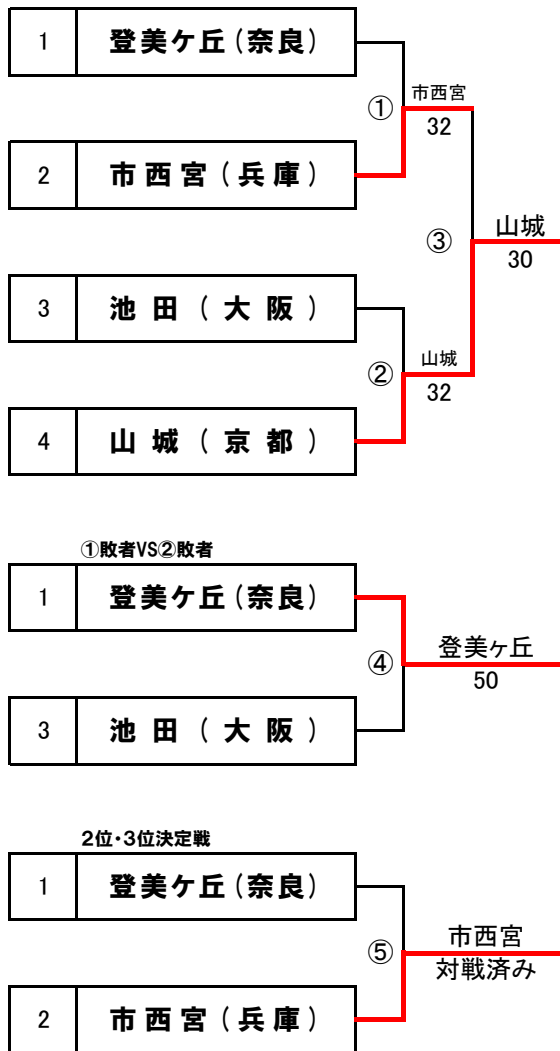 1 登美ケ丘(奈良)
① 市西宮
32
2 市西宮(兵庫)
③ 山城
30
3 池田(大阪)
② 山城
32
4 山城(京都)
①敗者VS②敗者
1 登美ケ丘(奈良)
④ 登美ヶ丘
50
3 池田(大阪)
2位・3位決定戦
1 登美ケ丘(奈良)
⑤ 市西宮
対戦済み
2 市西宮(兵庫)